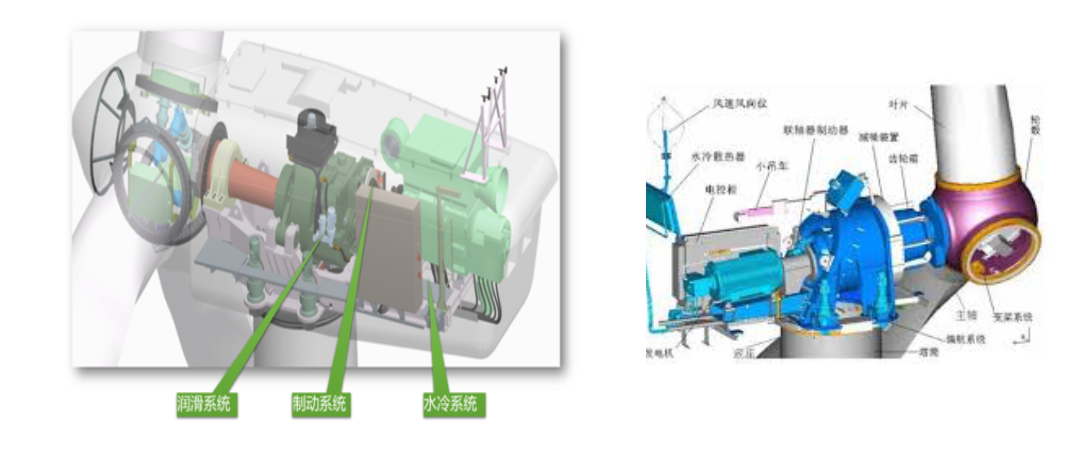 润滑系统
制动系统
水冷系统
风速风向仪
叶片
轮毂
联轴器制动器
减噪装置
水冷散热器
小吊车
齿轮箱
电控柜
主轴
变桨系统
偏航系统
发电机
液压
塔筒